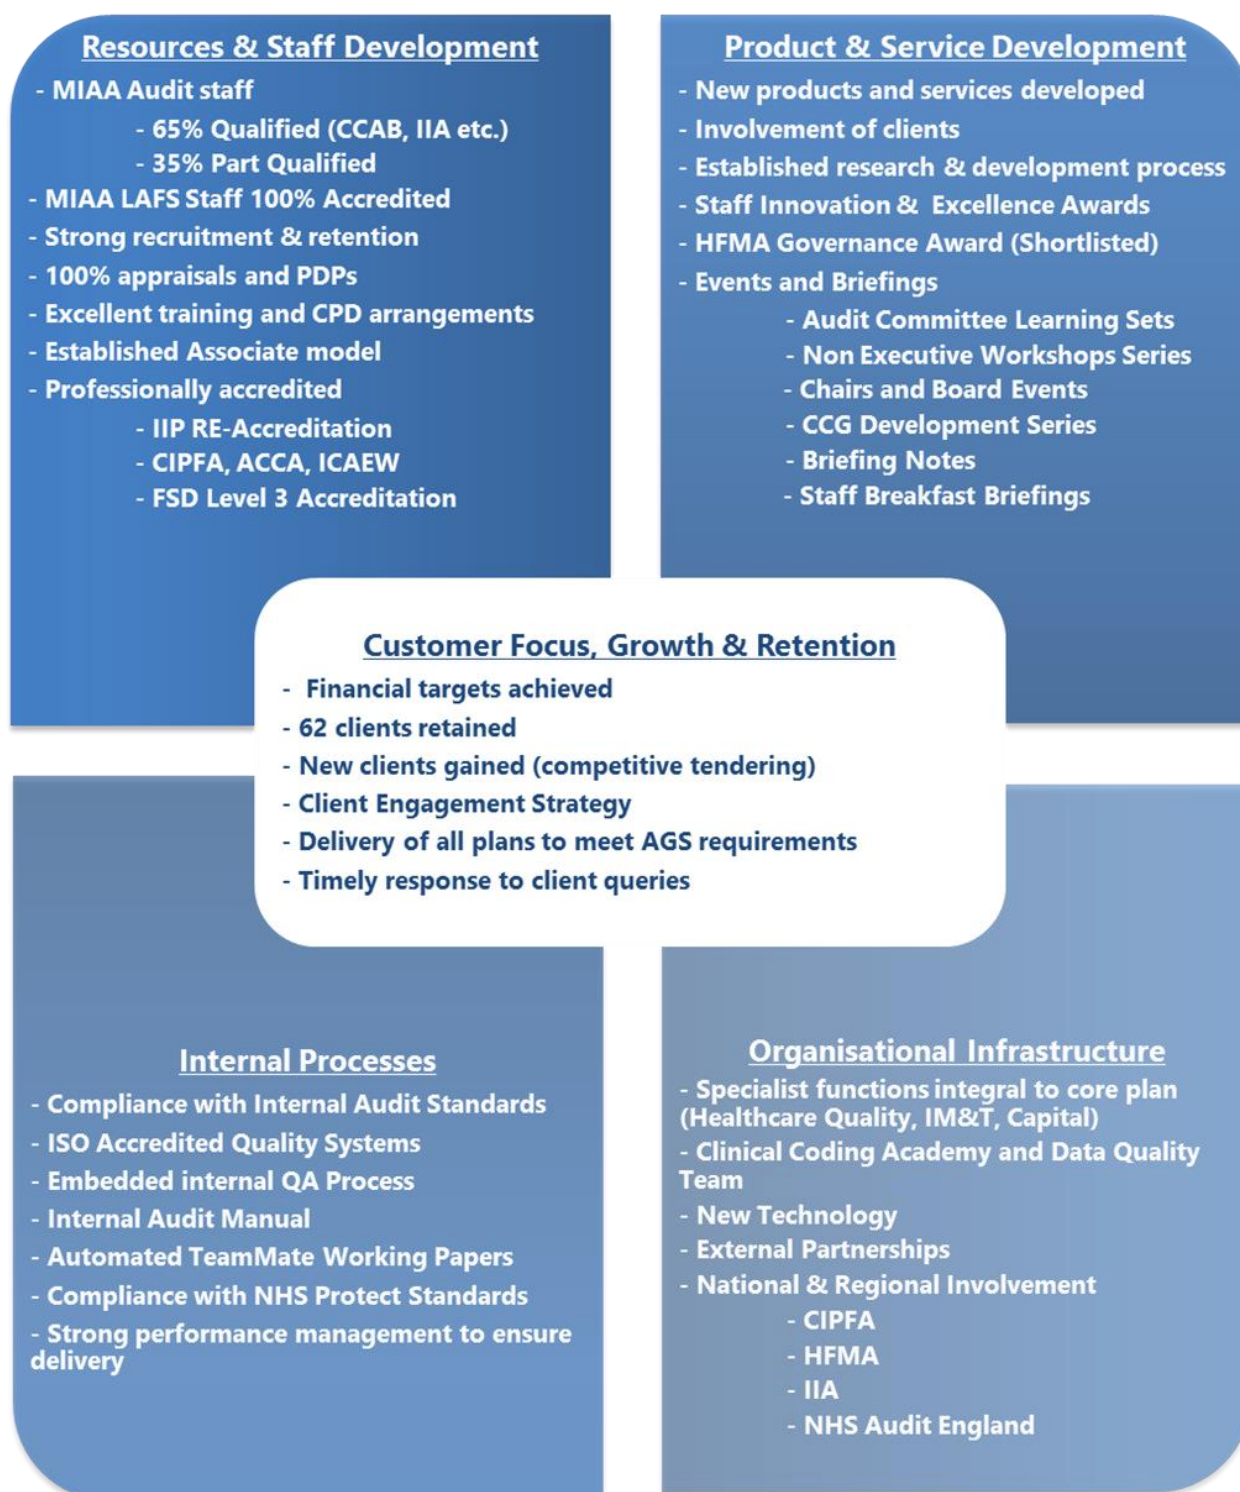 Resources & Staff Development
- MIAA Audit staff
- 65% Qualified (CCAB, IIA etc.)
- 35% Part Qualified
- MIAA LAFS Staff 100% Accredited
- Strong recruitment & retention
- 100% appraisals and PDPs
- Excellent training and CPD arrangements
- Established Associate model
- Professionally accredited
- IIP RE-Accreditation
- CIPFA, ACCA, ICAEW
- FSD Level 3 Accreditation
Product & Service Development
- New products and services developed
- Involvement of clients
- Established research & development process
- Staff Innovation & Excellence Awards
- HFMA Governance Award (Shortlisted)
- Events and Briefings
- Audit Committee Learning Sets
- Non Executive Workshops Series
- Chairs and Board Events
- CCG Development Series
- Briefing Notes
- Staff Breakfast Briefings
Customer Focus, Growth & Retention
- Financial targets achieved
- 62 clients retained
- New clients gained (competitive tendering)
- Client Engagement Strategy
- Delivery of all plans to meet AGS requirements
- Timely response to client queries
Internal Processes
- Compliance with Internal Audit Standards
- ISO Accredited Quality Systems
- Embedded internal QA Process
- Internal Audit Manual
- Automated TeamMate Working Papers
- Compliance with NHS Protect Standards
- Strong performance management to ensure
delivery
Organisational Infrastructure
- Specialist functions integral to core plan
(Healthcare Quality, IM&T, Capital)
- Clinical Coding Academy and Data Quality
Team
- New Technology
- External Partnerships
- National & Regional Involvement
- CIPFA
- HFMA
- IIA
- NHS Audit England